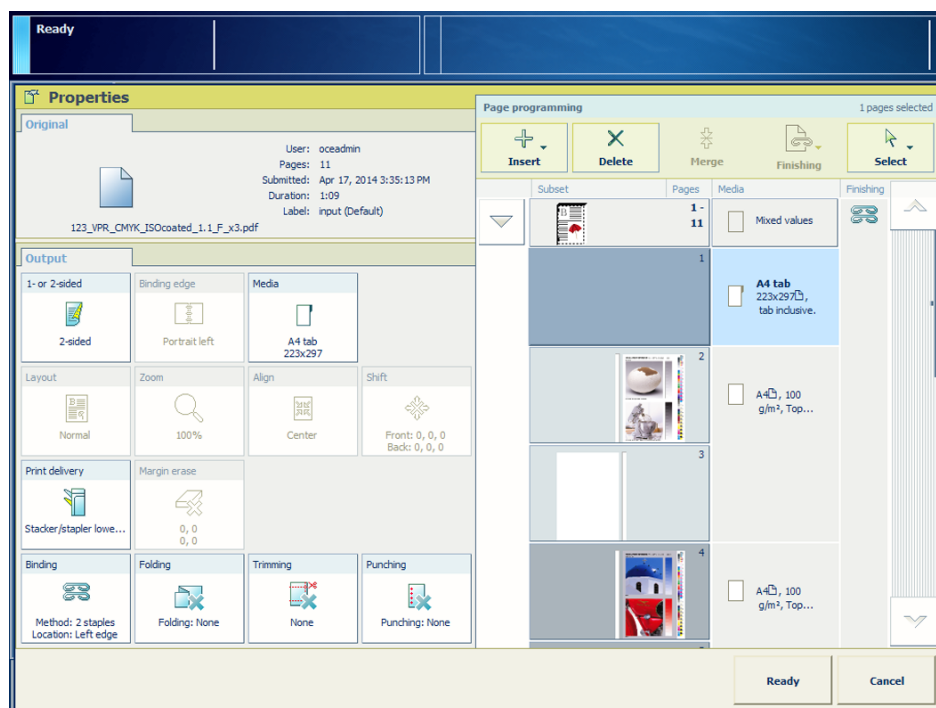 Ready
Properties
Original
User: oceadmin
Pages: 11
Submitted: Apr 17, 2014 3:35:13 PM
Duration: 1:09
Label: input (Default)
123_VPR_CMYK_ISOcoated_1.1_F_x3.pdf
Output
1- or 2-sided
2-sided
Binding edge
Portrait left
Media
A4 tab
223x297
Layout
Normal
Zoom
100%
Align
Center
Shift
Front: 0, 0, 0
Back: 0, 0, 0
Print delivery
Stacker/stapler lowe...
Margin erase
0, 0
0, 0
Binding
Method: 2 staples
Location: Left edge
Folding
Folding: None
Trimming
None
Punching
Punching: None
Page programming
1 pages selected
Insert
Delete
Merge
Finishing
Select
Subset
Pages
Media
Finishing
B
1 -
11
Mixed values
1
A4 tab
223x297,
tab inclusive.
2
A4, 100
g/m², Top...
3
4
A4, 100
g/m², Top...
Ready
Cancel